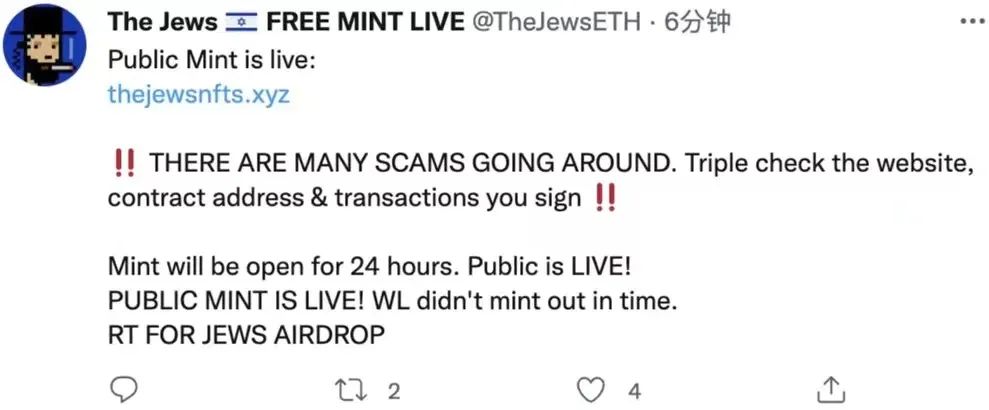 The Jews 🇮🇱 FREE MINT LIVE @TheJewsETH · 6分钟
Public Mint is live:
thejewsnfts.xyz
‼️ THERE ARE MANY SCAMS GOING AROUND. Triple check the website,
contract address & transactions you sign ‼️
Mint will be open for 24 hours. Public is LIVE!
PUBLIC MINT IS LIVE! WL didn't mint out in time.
RT FOR JEWS AIRDROP
2 4